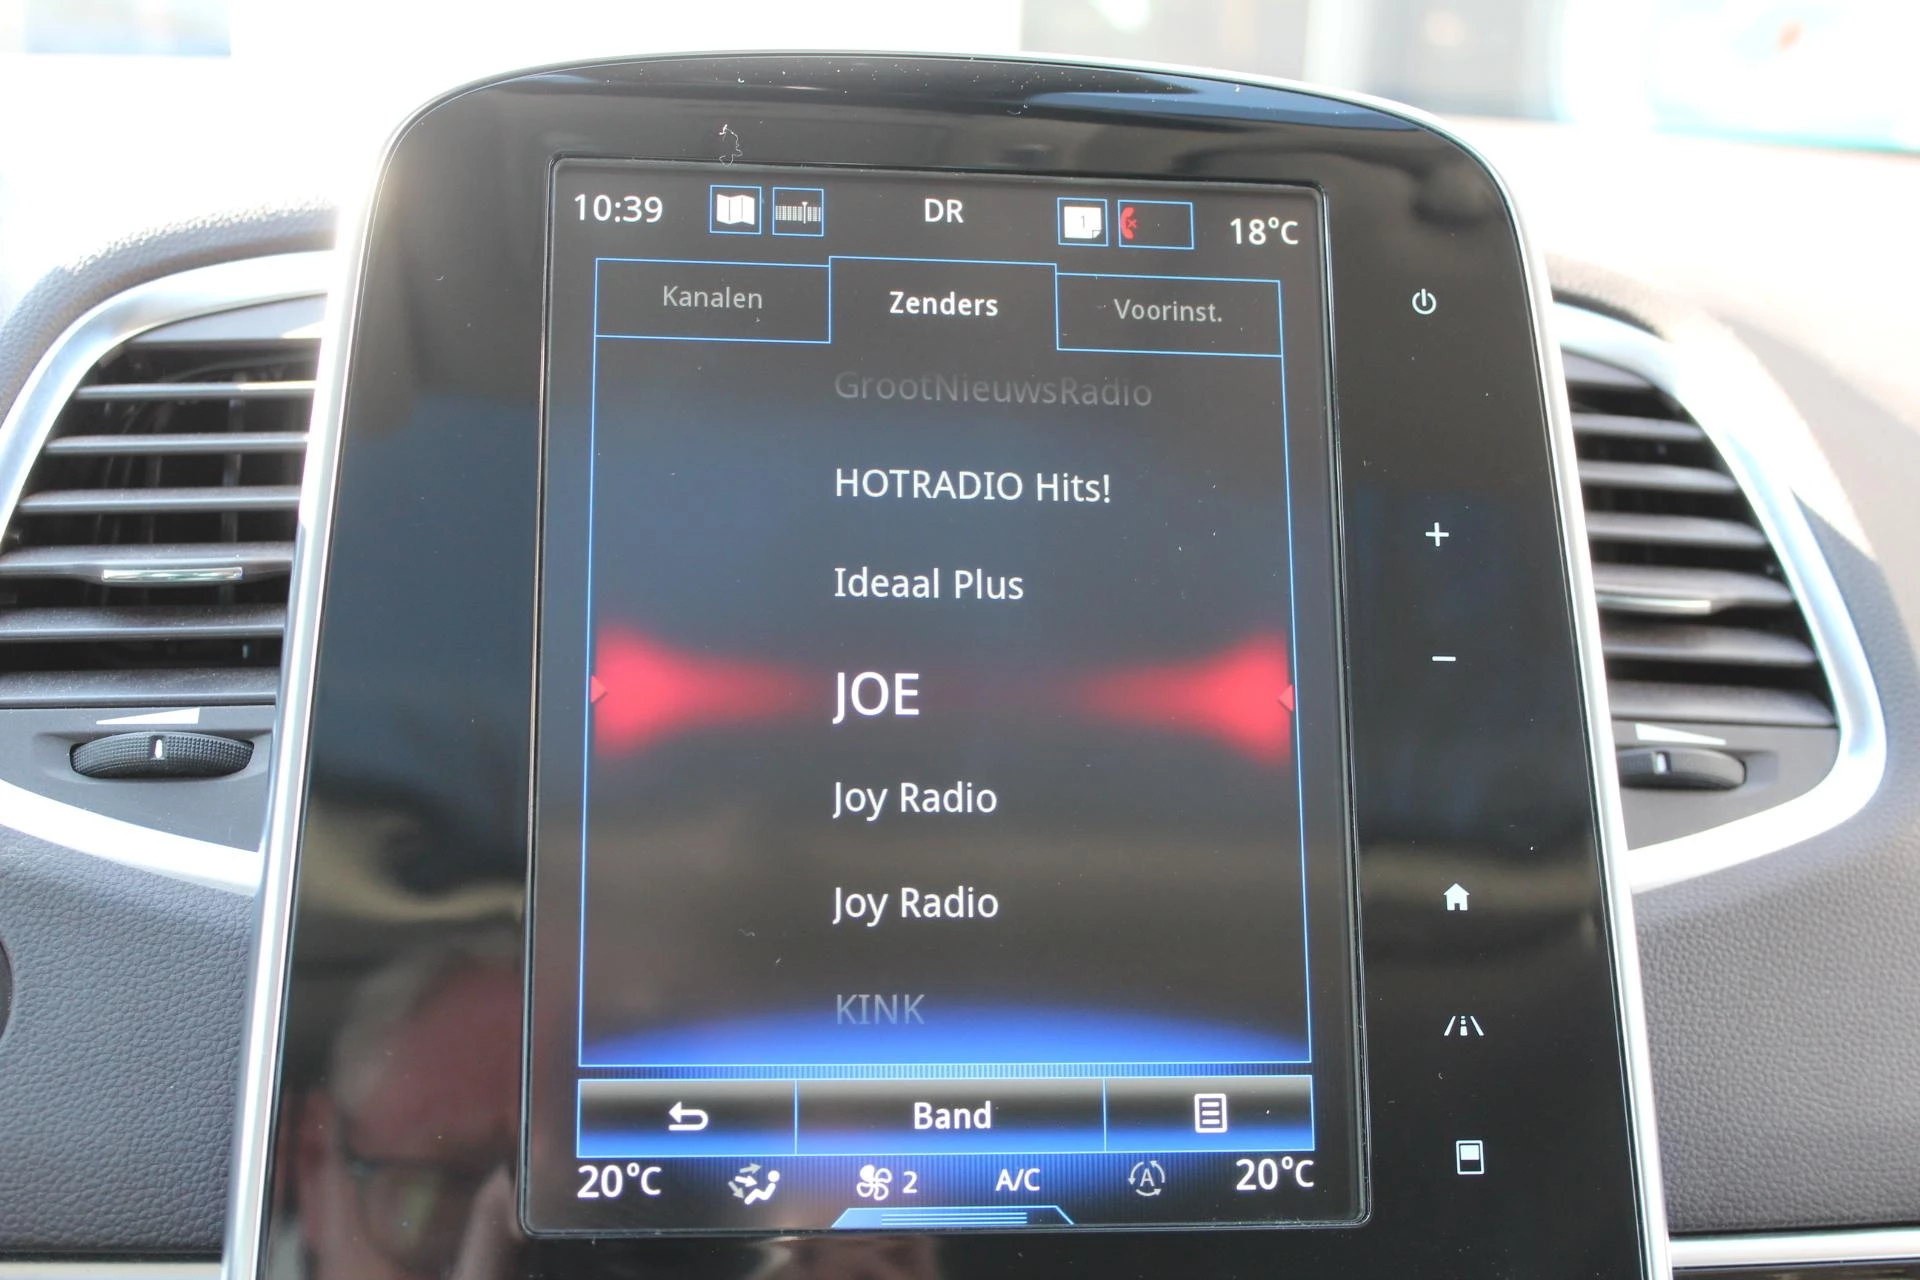 10:39
DR
1
18°C
Kanalen
Zenders
Voorinst.
GrootNieuwsRadio
HOTRADIO Hits!
Ideaal Plus
JOE
Joy Radio
Joy Radio
KINK
Band
20°C
2
A/C
A
20°C